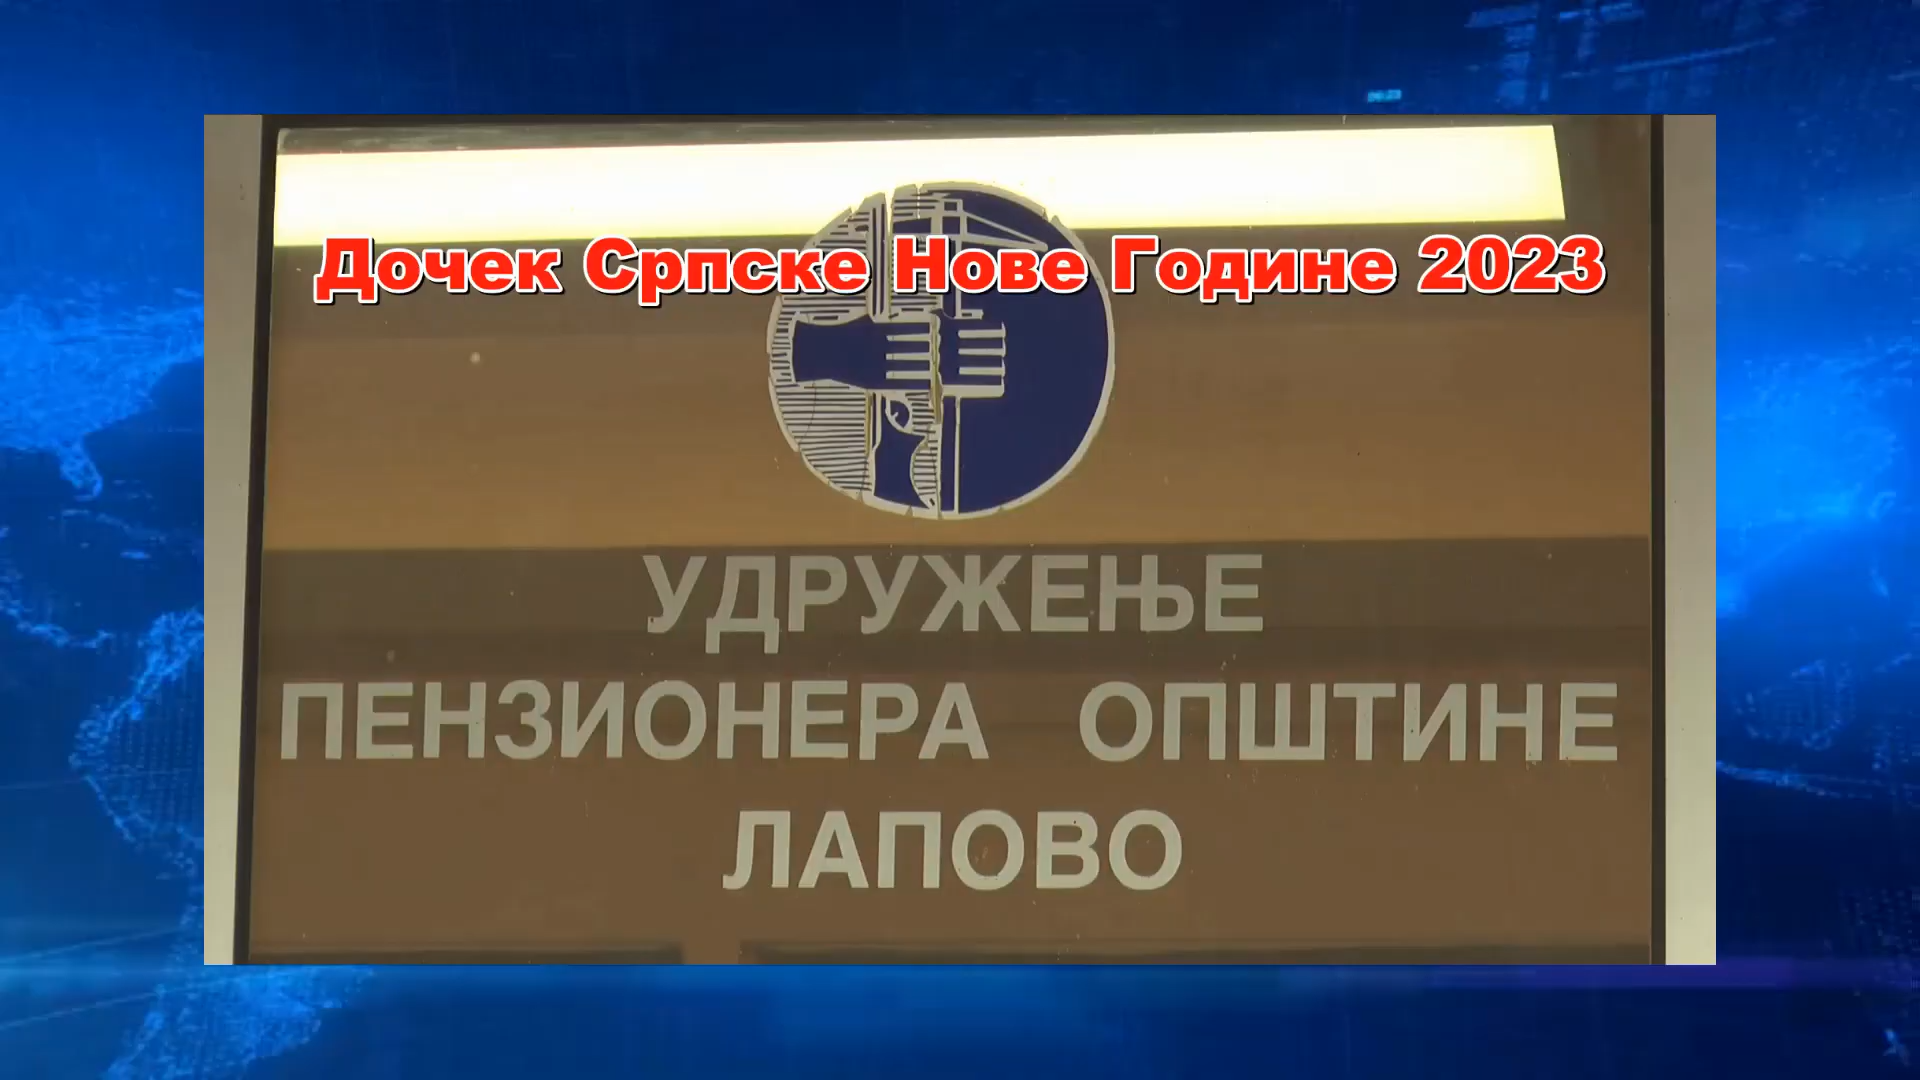 Дочек Српске Нове Године 2023
УДРУЖЕЊЕ
ПЕНЗИОНЕРА ОПШТИНЕ
ЛАПОВО